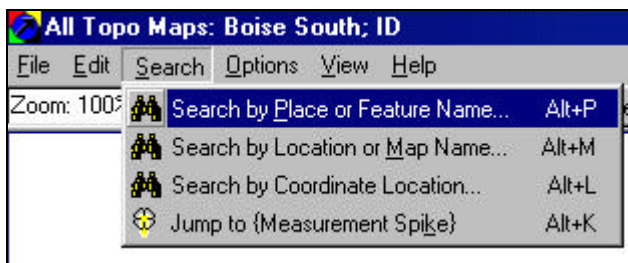 All Topo Maps: Boise South; ID
File Edit Search Options View Help
Zoom: 100%
Search by Place or Feature Name... Alt+P
Search by Location or Map Name... Alt+M
Search by Coordinate Location... Alt+L
Jump to {Measurement Spike} Alt+K